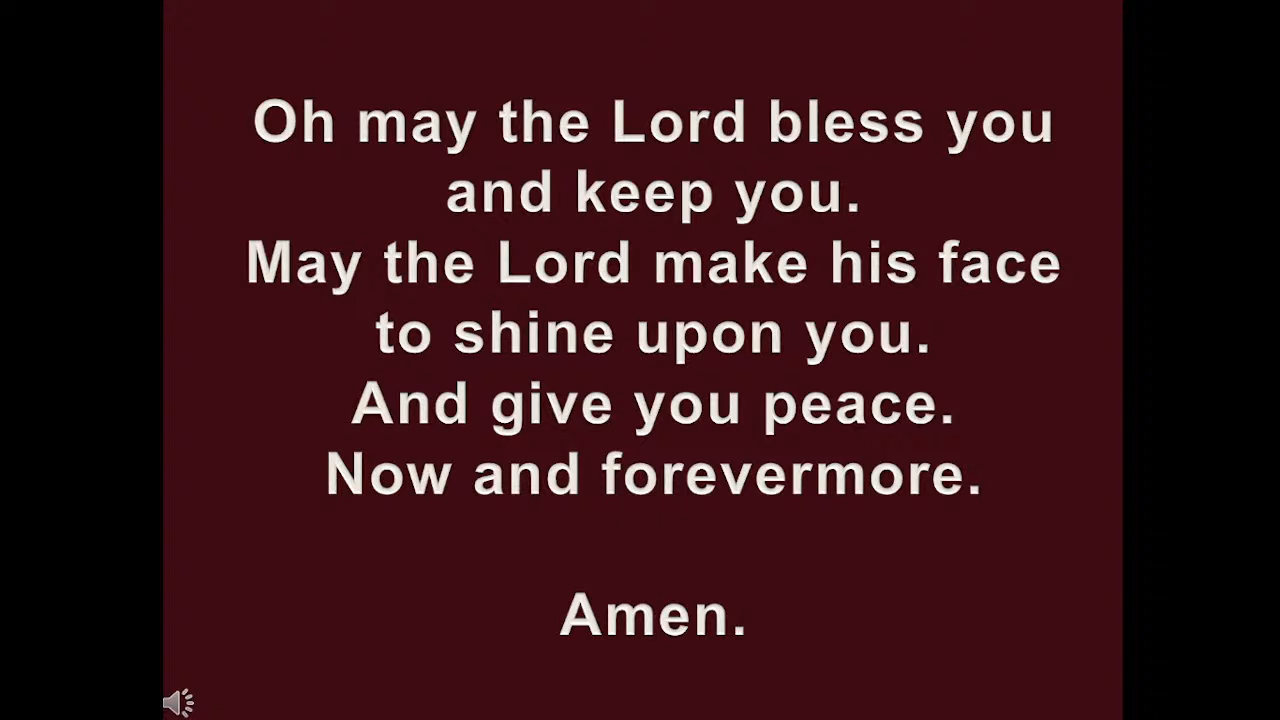 Oh may the Lord bless you
and keep you.
May the Lord make his face
to shine upon you.
And give you peace.
Now and forevermore.
Amen.